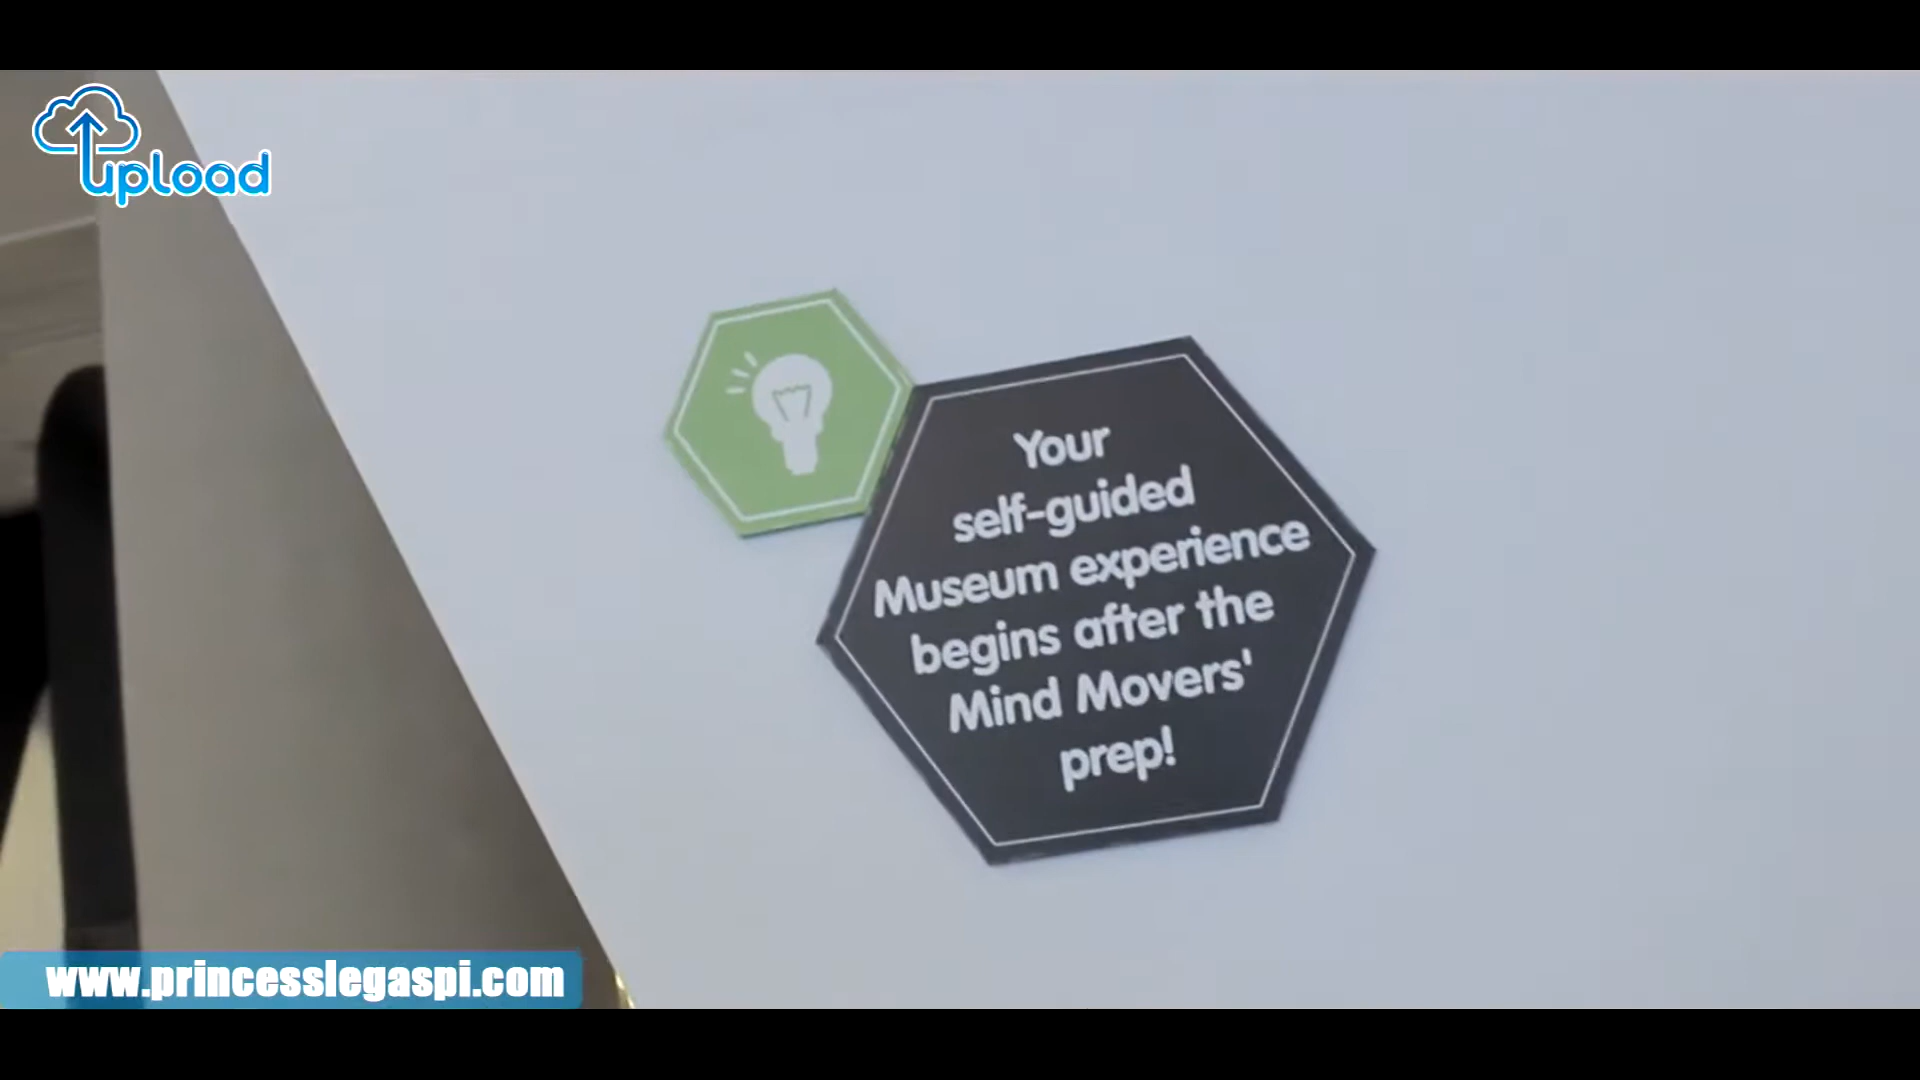 upload
Your
self-guided
Museum experience
begins after the
Mind Movers'
prep!
www.princesslegaspi.com